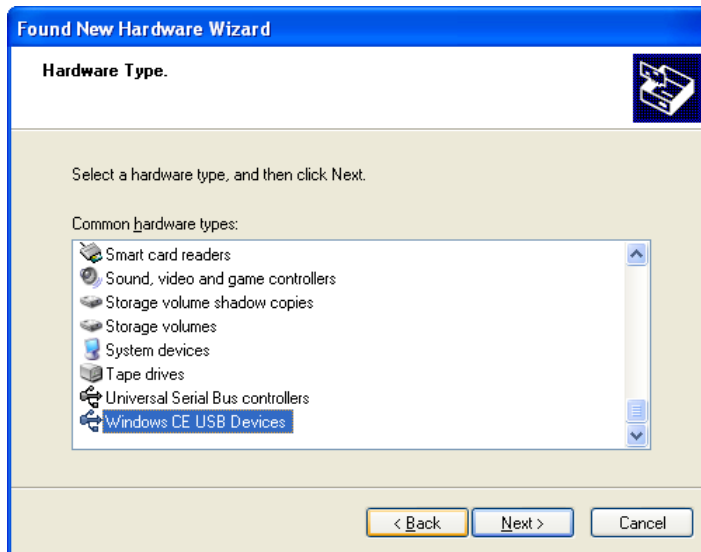 Found New Hardware Wizard
Hardware Type.
Select a hardware type, and then click Next.
Common hardware types:
Smart card readers
Sound, video and game controllers
Storage volume shadow copies
Storage volumes
System devices
Tape drives
Universal Serial Bus controllers
Windows CE USB Devices
< Back Next > Cancel